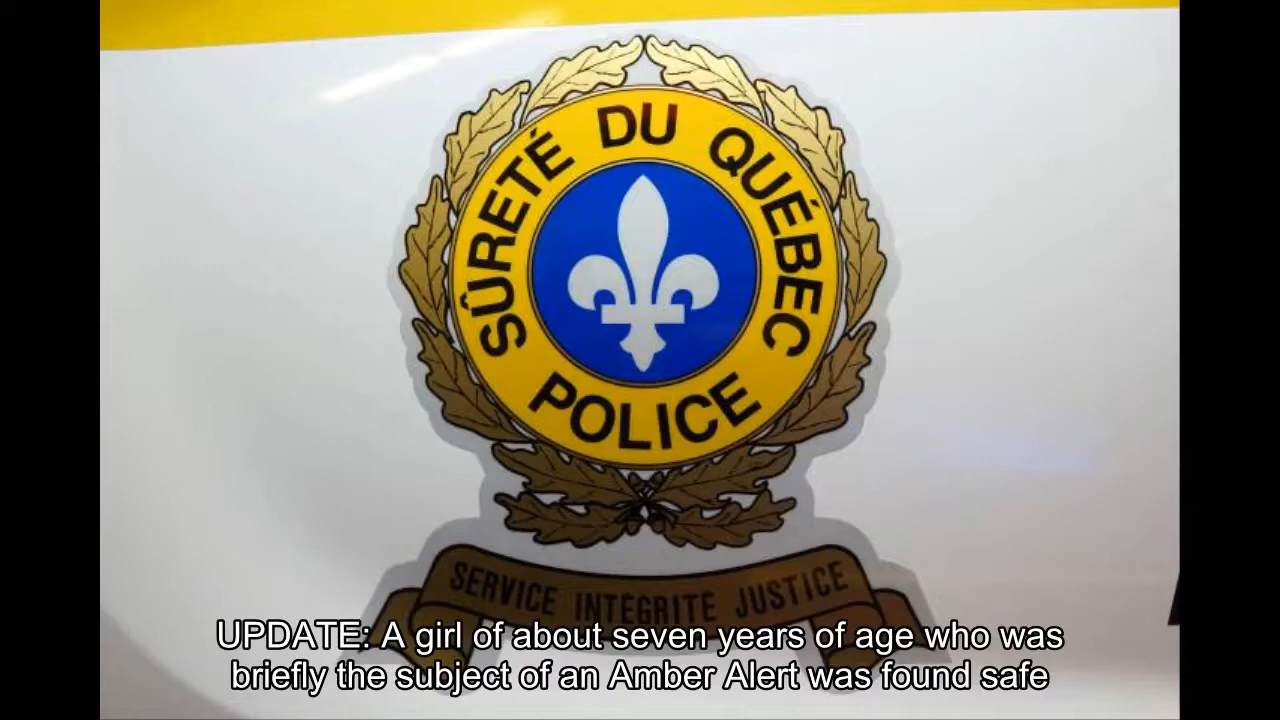 SÛRETÉ DU QUÉBEC
POLICE
SERVICE INTÉGRITÉ JUSTICE
UPDATE: A girl of about seven years of age who was
briefly the subject of an Amber Alert was found safe